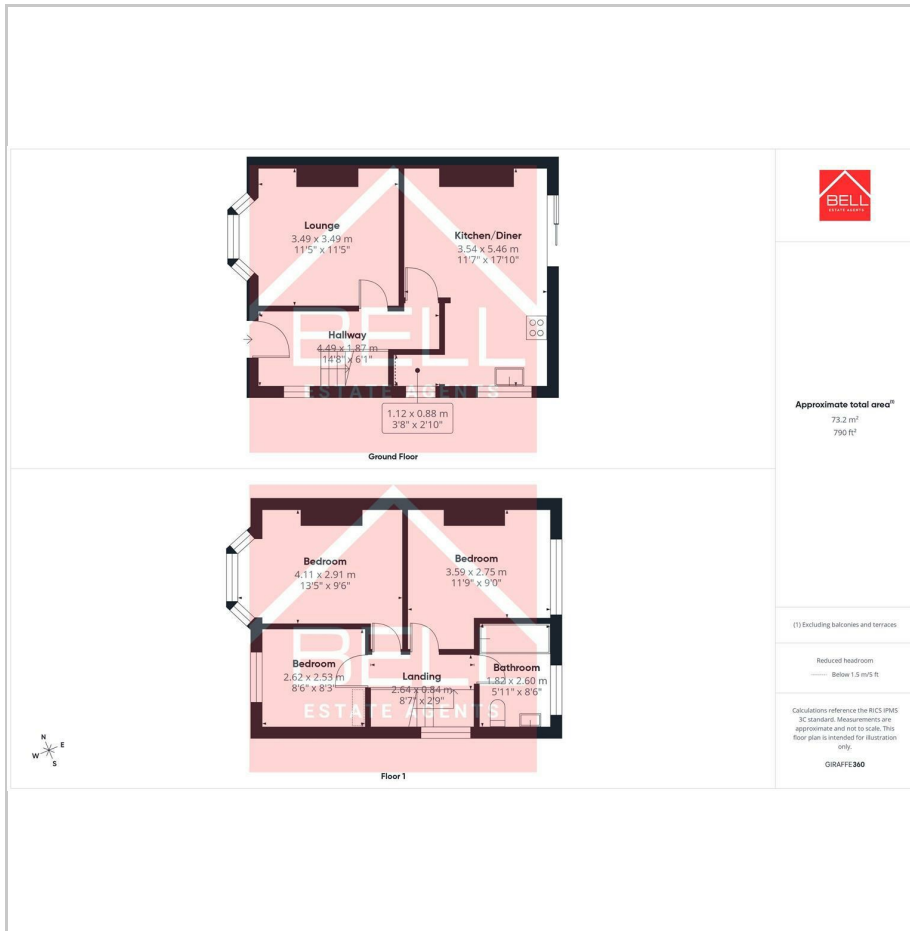 Lounge
3.49 x 3.49 m
11'5" x 11'5"
Kitchen/Diner
3.54 x 5.46 m
11'7" x 17'10"
Hallway
4.49 x 1.87 m
14'8" x 6'1"
BELL
ESTATE AGENTS
1.12 x 0.88 m
3'8" x 2'10"
Ground Floor
Bedroom
4.11 x 2.91 m
13'5" x 9'6"
Bedroom
3.59 x 2.75 m
11'9" x 9'0"
Bedroom
2.62 x 2.53 m
8'6" x 8'3"
Landing
2.64 x 0.84 m
8'7" x 2'9"
Bathroom
1.82 x 2.60 m
5'11" x 8'6"
BELL
ESTATE AGENTS
Floor 1
N
E
W
S
BELL
ESTATE AGENTS
Approximate total area(1)
73.2 m²
790 ft²
(1) Excluding balconies and terraces
Reduced headroom
Below 1.5 m/5 ft
Calculations reference the RICS IPMS
3C standard. Measurements are
approximate and not to scale. This
floor plan is intended for illustration
only.
GIRAFFE360